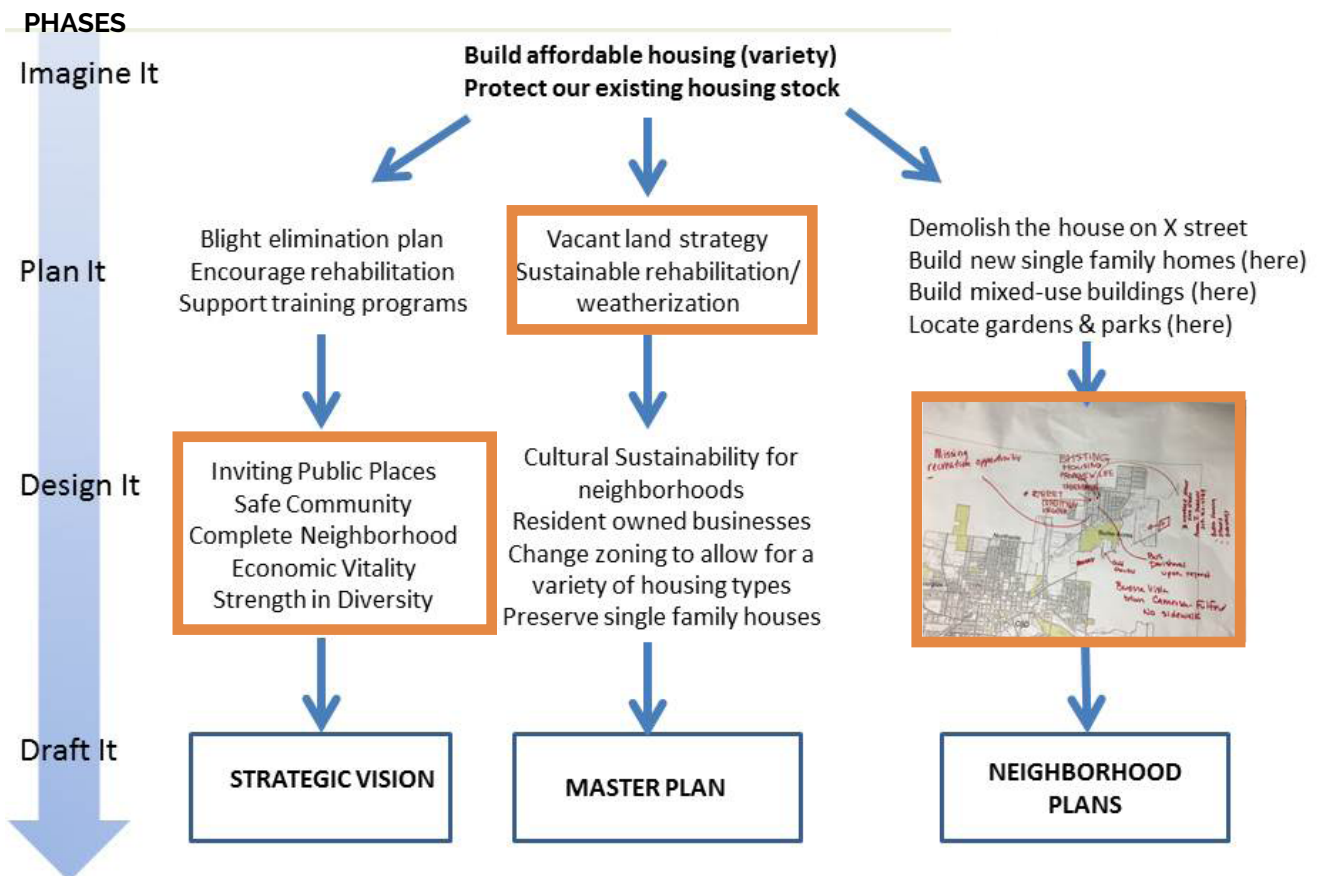 PHASES
Imagine It
Build affordable housing (variety)
Protect our existing housing stock
Plan It
Blight elimination plan
Encourage rehabilitation
Support training programs
Vacant land strategy
Sustainable rehabilitation/
weatherization
Demolish the house on X street
Build new single family homes (here)
Build mixed-use buildings (here)
Locate gardens & parks (here)
Design It
Inviting Public Places
Safe Community
Complete Neighborhood
Economic Vitality
Strength in Diversity
Cultural Sustainability for
neighborhoods
Resident owned businesses
Change zoning to allow for a
variety of housing types
Preserve single family houses
Missing
recreation opportunity
EXISTING
HOUSING
STREET
upon request
Buena Vista
No sidewalk
Draft It
STRATEGIC VISION
MASTER PLAN
NEIGHBORHOOD
PLANS